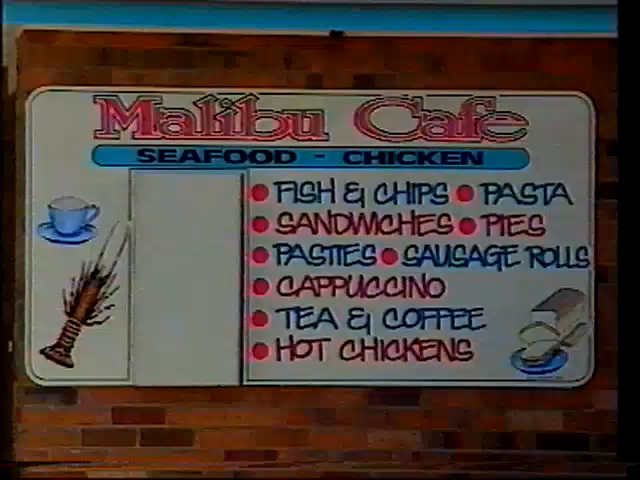 Malibu Cafe
SEAFOOD - CHICKEN
• FISH & CHIPS • PASTA
• SANDWICHES • PIES
• PASTIES • SAUSAGE ROLLS
• CAPPUCCINO
• TEA & COFFEE
• HOT CHICKENS